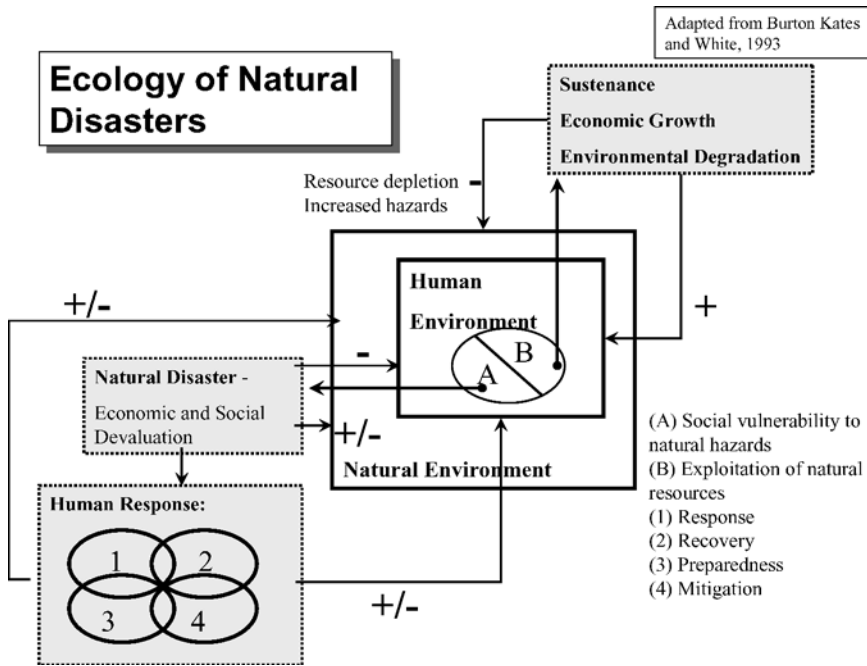 Adapted from Burton Kates
and White, 1993
Ecology of Natural
Disasters
Sustenance
Economic Growth
Environmental Degradation
Resource depletion
Increased hazards
-
+
+/-
Human
Environment
B
A
-
Natural Disaster -
Economic and Social
Devaluation
+/-
Natural Environment
(A) Social vulnerability to
natural hazards
(B) Exploitation of natural
resources
(1) Response
(2) Recovery
(3) Preparedness
(4) Mitigation
Human Response:
1 2
3 4
+/-